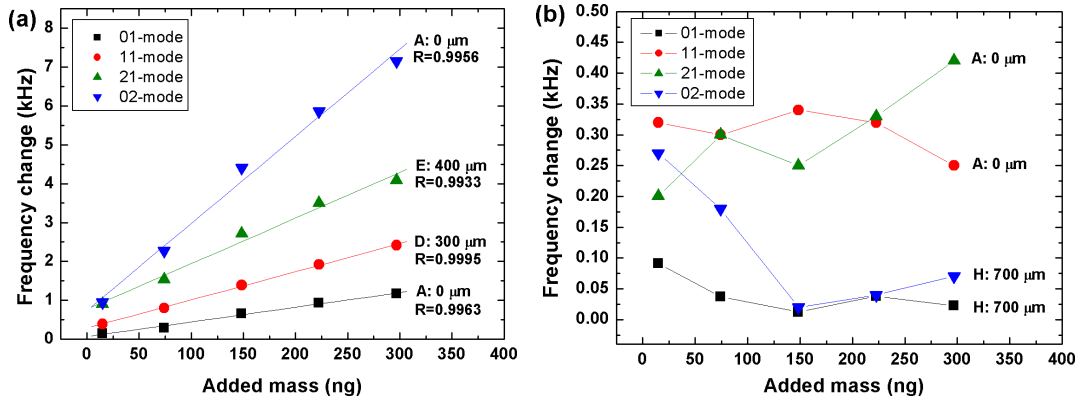 (a)
Frequency change (kHz)
8
7
6
5
4
3
2
1
0
01-mode
11-mode
21-mode
02-mode
A: 0 μm
R=0.9956
E: 400 μm
R=0.9933
D: 300 μm
R=0.9995
A: 0 μm
R=0.9963
0 50 100 150 200 250 300 350 400
Added mass (ng)
(b)
Frequency change (kHz)
0.50
0.45
0.40
0.35
0.30
0.25
0.20
0.15
0.10
0.05
0.00
01-mode
11-mode
21-mode
02-mode
A: 0 μm
A: 0 μm
H: 700 μm
H: 700 μm
0 50 100 150 200 250 300 350 400
Added mass (ng)